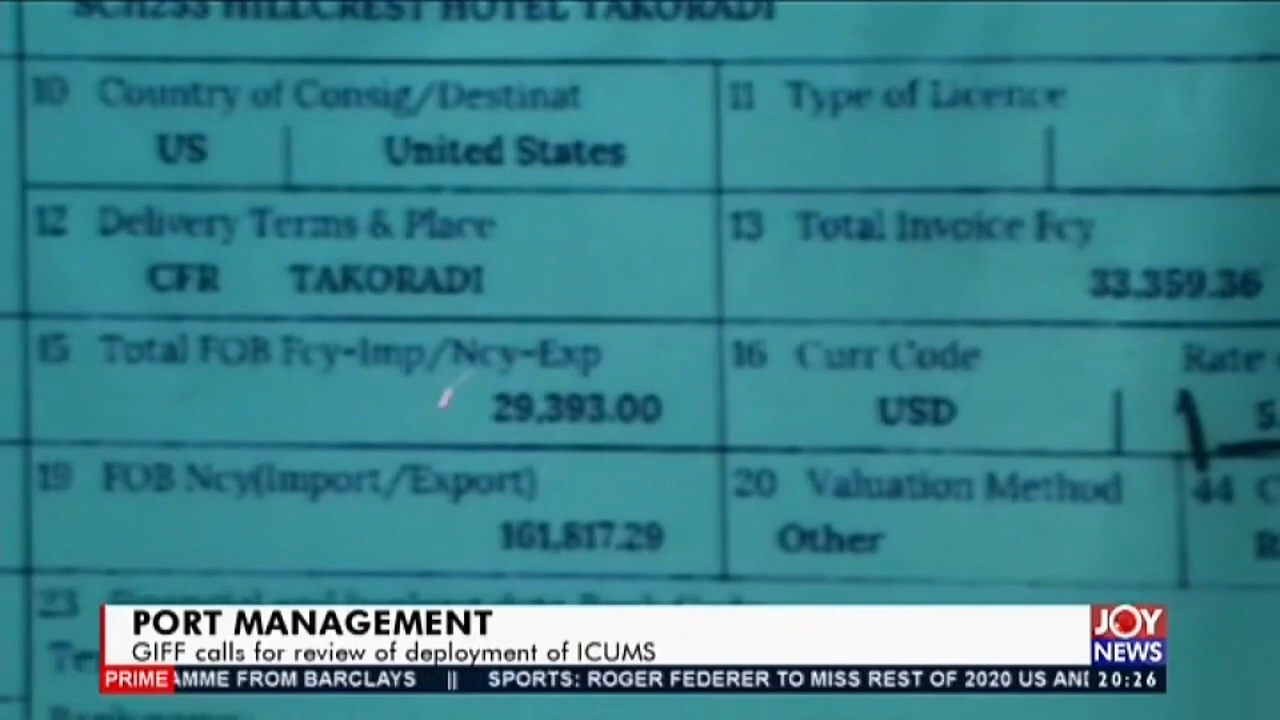 SCH233 HILLCREST HOTEL TAKORADI
10 Country of Consig/Destinat
US United States
11 Type of Licence
12 Delivery Terms & Place
CFR TAKORADI
13 Total Invoice Fcy
33,359.36
15 Total FOB Fcy-Imp/Ncy-Exp
29,393.00
16 Curr Code
USD
Rate
5.
19 FOB Ncy(Import/Export)
161,817.29
20 Valuation Method
Other
44
23
PORT MANAGEMENT
GIFF calls for review of deployment of ICUMS
JOY
NEWS
PRIME AMME FROM BARCLAYS || SPORTS: ROGER FEDERER TO MISS REST OF 2020 US AND 20:26